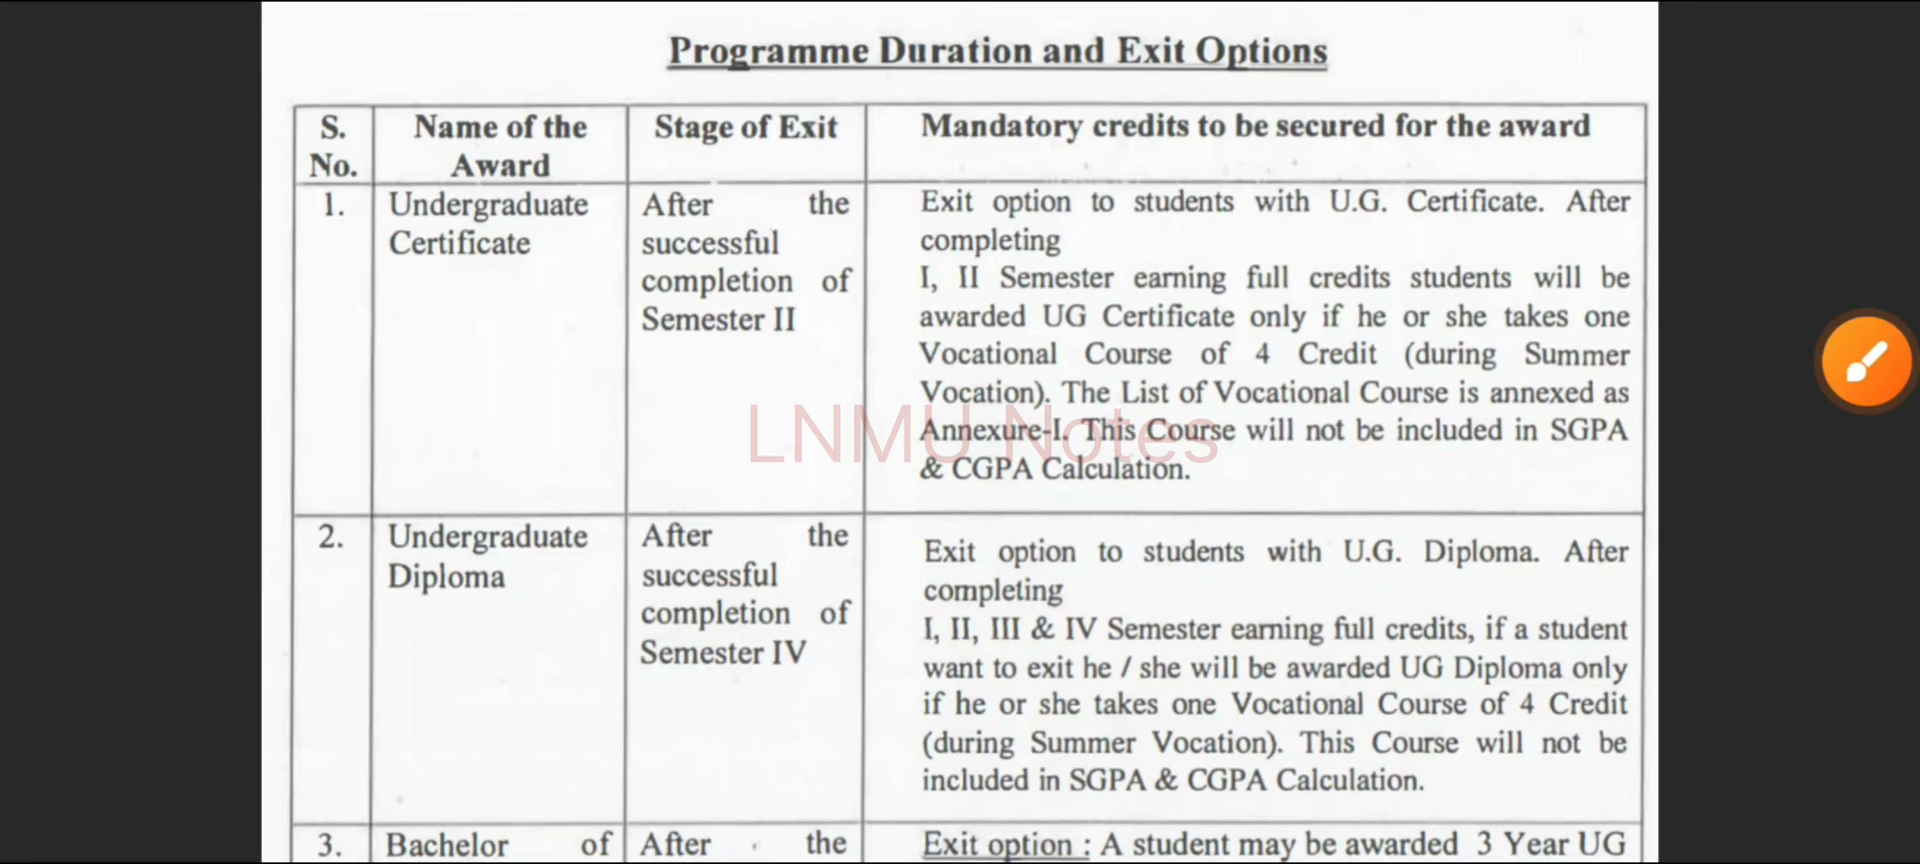 Programme Duration and Exit Options
S. No.
Name of the Award
Stage of Exit
Mandatory credits to be secured for the award
1.
Undergraduate
Certificate
After the
successful
completion of
Semester II
Exit option to students with U.G. Certificate. After
completing
I, II Semester earning full credits students will be
awarded UG Certificate only if he or she takes one
Vocational Course of 4 Credit (during Summer
Vocation). The List of Vocational Course is annexed as
Annexure-I. This Course will not be included in SGPA
& CGPA Calculation.
LNMU Notes
2.
Undergraduate
Diploma
After the
successful
completion of
Semester IV
Exit option to students with U.G. Diploma. After
completing
I, II, III & IV Semester earning full credits, if a student
want to exit he / she will be awarded UG Diploma only
if he or she takes one Vocational Course of 4 Credit
(during Summer Vocation). This Course will not be
included in SGPA & CGPA Calculation.
3.
Bachelor of
After the
Exit option : A student may be awarded 3 Year UG